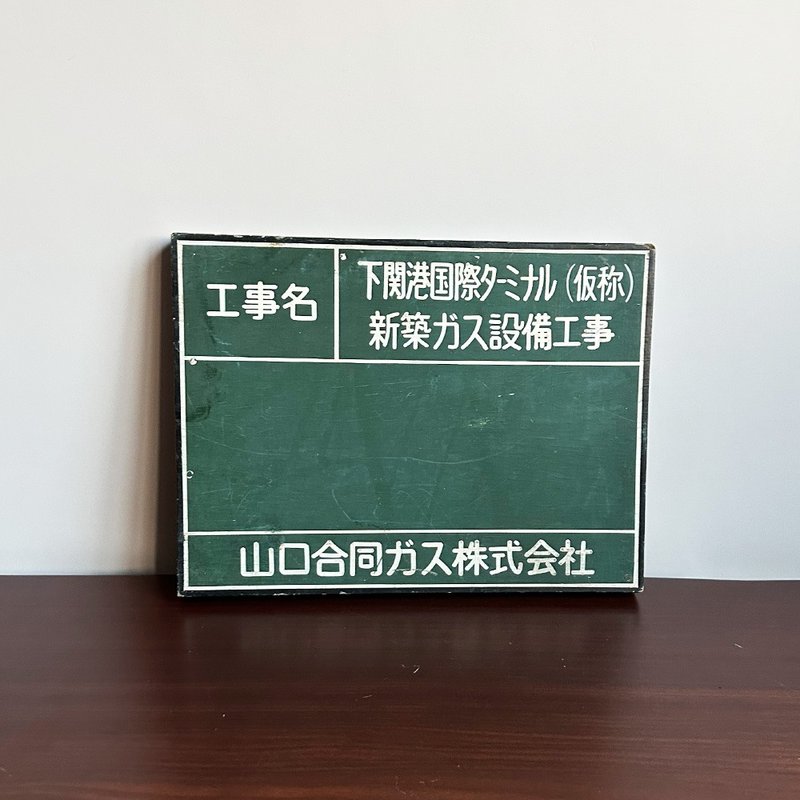 工事名
下関港国際ターミナル(仮称)
新築ガス設備工事
山口合同ガス株式会社